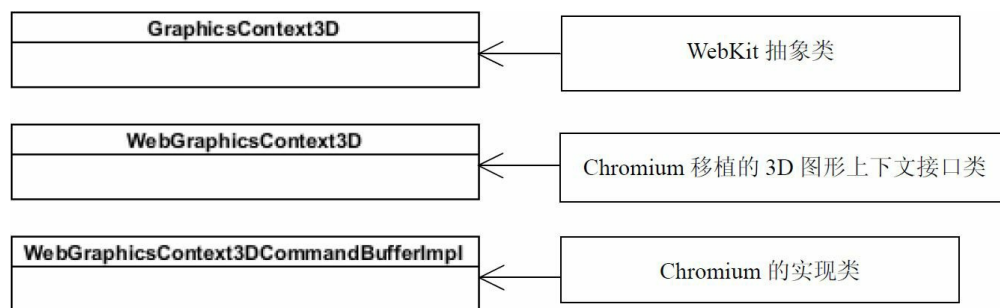 GraphicsContext3D
WebKit 抽象类
WebGraphicsContext3D
Chromium 移植的 3D 图形上下文接口类
WebGraphicsContext3DCommandBufferImpl
Chromium 的实现类